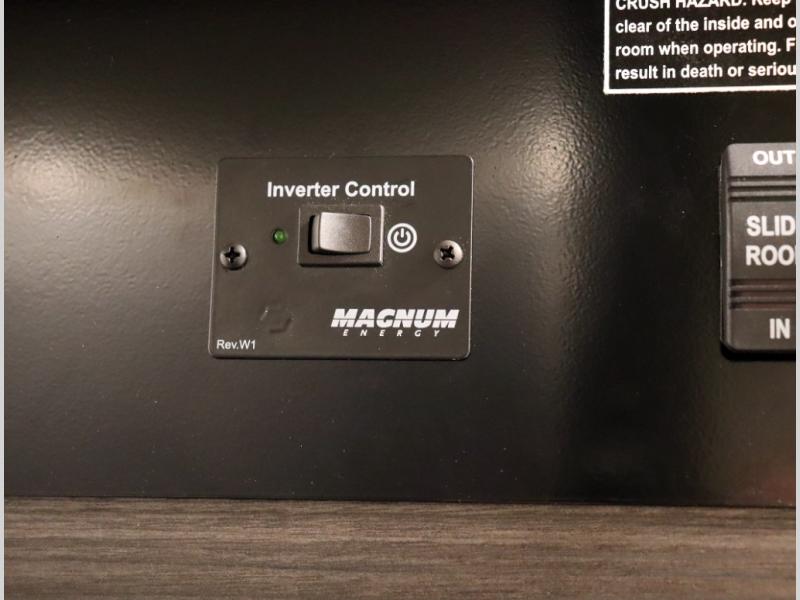 CRUSH HAZARD: Keep
clear of the inside and o
room when operating. F
result in death or seriou
OUT
Inverter Control
SLID
ROO
MAGNUM
ENERGY
IN
Rev.W1